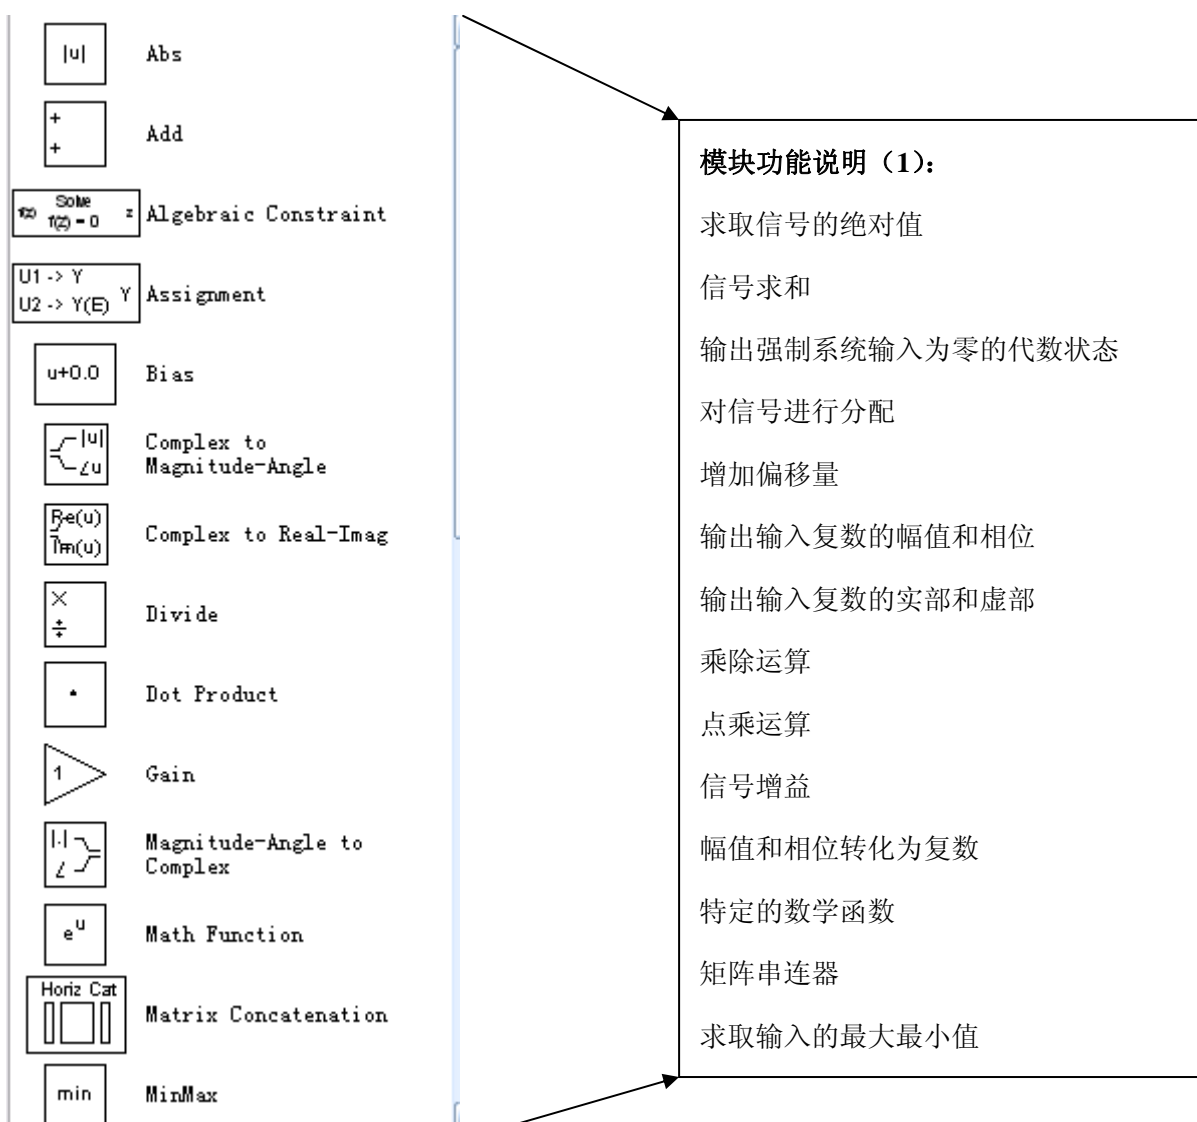 |u|
Abs
+
+
Add
f(z) Solve f(z) = 0 z
Algebraic Constraint
U1 -> Y
U2 -> Y(E) Y
Assignment
u+0.0
Bias
|u|
∠u
Complex to
Magnitude-Angle
Re(u)
Im(u)
Complex to Real-Imag
×
÷
Divide
Dot Product
1
Gain
|.|
∠
Magnitude-Angle to
Complex
e^u
Math Function
Horiz Cat
Matrix Concatenation
min
MinMax
模块功能说明（1）：
求取信号的绝对值
信号求和
输出强制系统输入为零的代数状态
对信号进行分配
增加偏移量
输出输入复数的幅值和相位
输出输入复数的实部和虚部
乘除运算
点乘运算
信号增益
幅值和相位转化为复数
特定的数学函数
矩阵串连器
求取输入的最大最小值